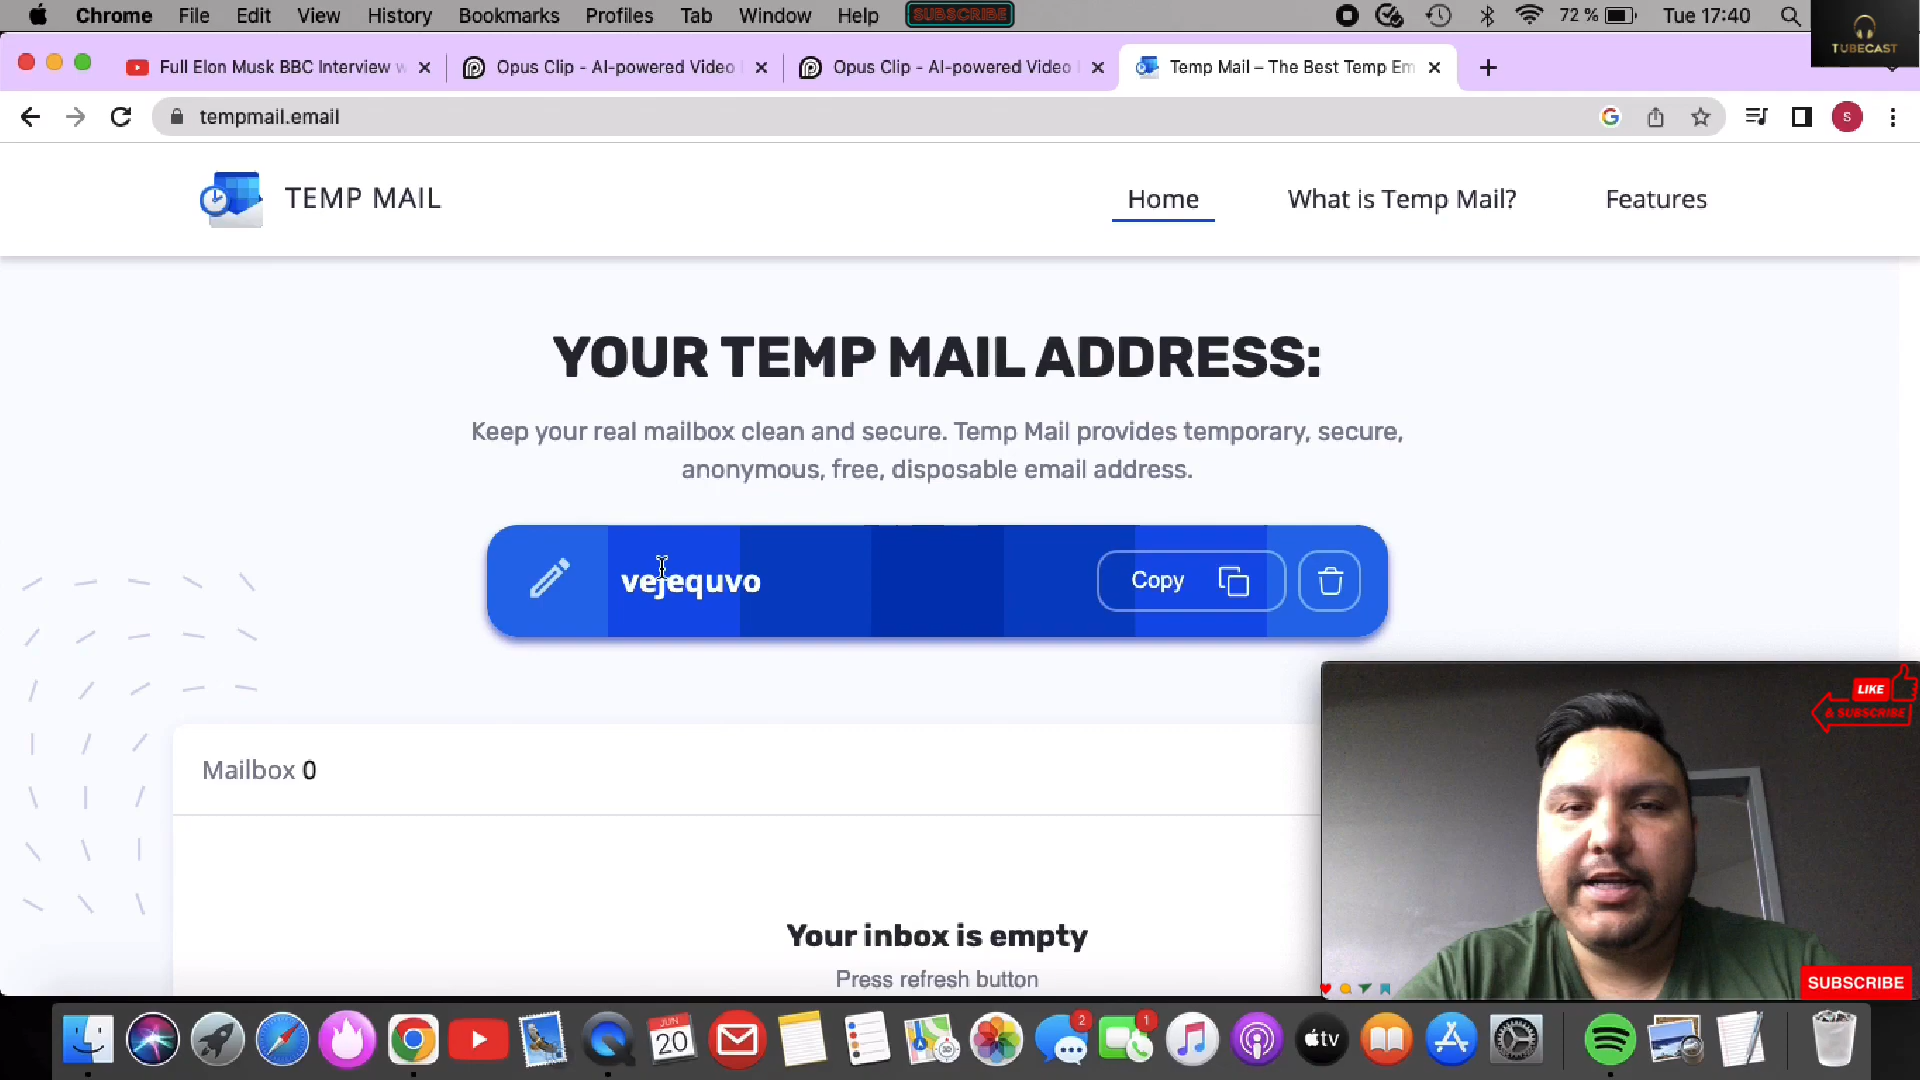 Chrome File Edit View History Bookmarks Profiles Tab Window Help SUBSCRIBE 72 % Tue 17:40
TUBECAST
Full Elon Musk BBC Interview w Opus Clip - AI-powered Video Opus Clip - AI-powered Video Temp Mail – The Best Temp Em
tempmail.email S
TEMP MAIL Home What is Temp Mail? Features
YOUR TEMP MAIL ADDRESS:
Keep your real mailbox clean and secure. Temp Mail provides temporary, secure,
anonymous, free, disposable email address.
vejequvo Copy
LIKE
& SUBSCRIBE
Mailbox 0
Your inbox is empty
Press refresh button
SUBSCRIBE
JUN
20
2
1
tv